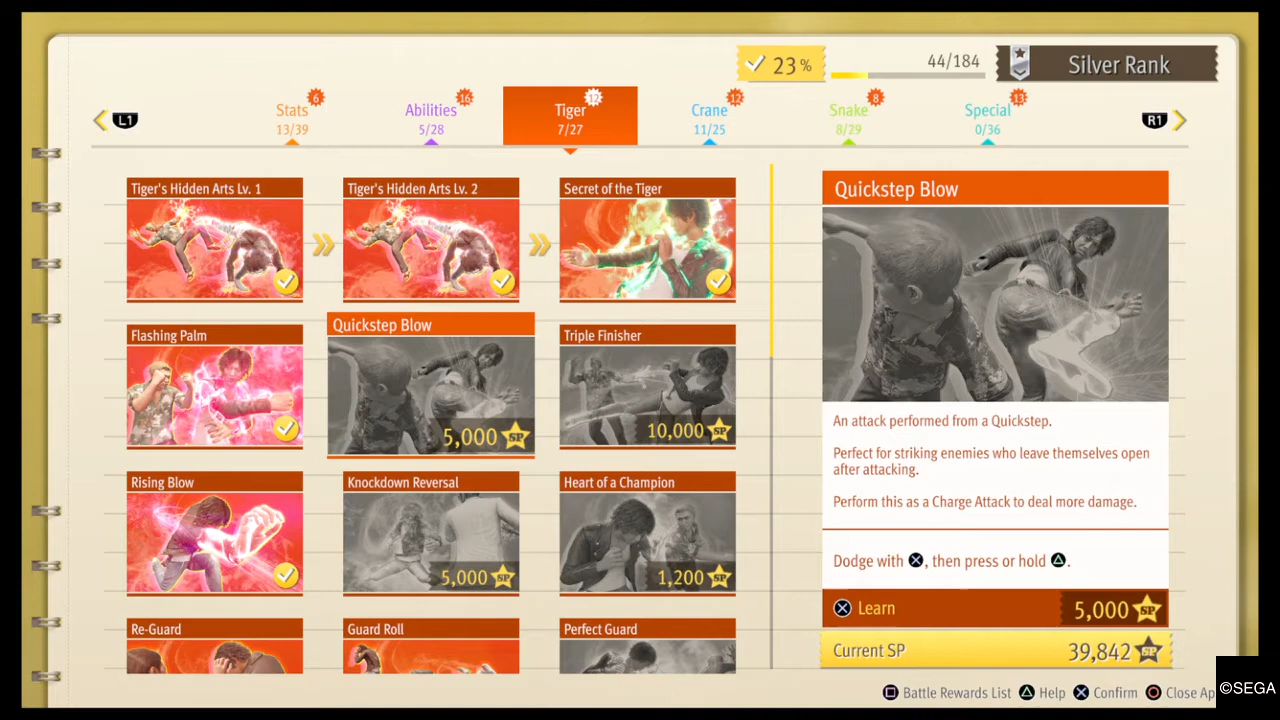 23 %
44/184
Silver Rank
L1
Stats
6
13/39
Abilities
16
5/28
Tiger
12
7/27
Crane
12
11/25
Snake
8
8/29
Special
13
0/36
R1
Tiger's Hidden Arts Lv. 1
Tiger's Hidden Arts Lv. 2
Secret of the Tiger
Flashing Palm
Quickstep Blow
5,000 SP
Triple Finisher
10,000 SP
Rising Blow
Knockdown Reversal
5,000 SP
Heart of a Champion
1,200 SP
Re-Guard
Guard Roll
Perfect Guard
Quickstep Blow
An attack performed from a Quickstep.
Perfect for striking enemies who leave themselves open
after attacking.
Perform this as a Charge Attack to deal more damage.
Dodge with , then press or hold .
Learn
5,000 SP
Current SP
39,842 SP
Battle Rewards List Help Confirm Close Ap
©SEGA